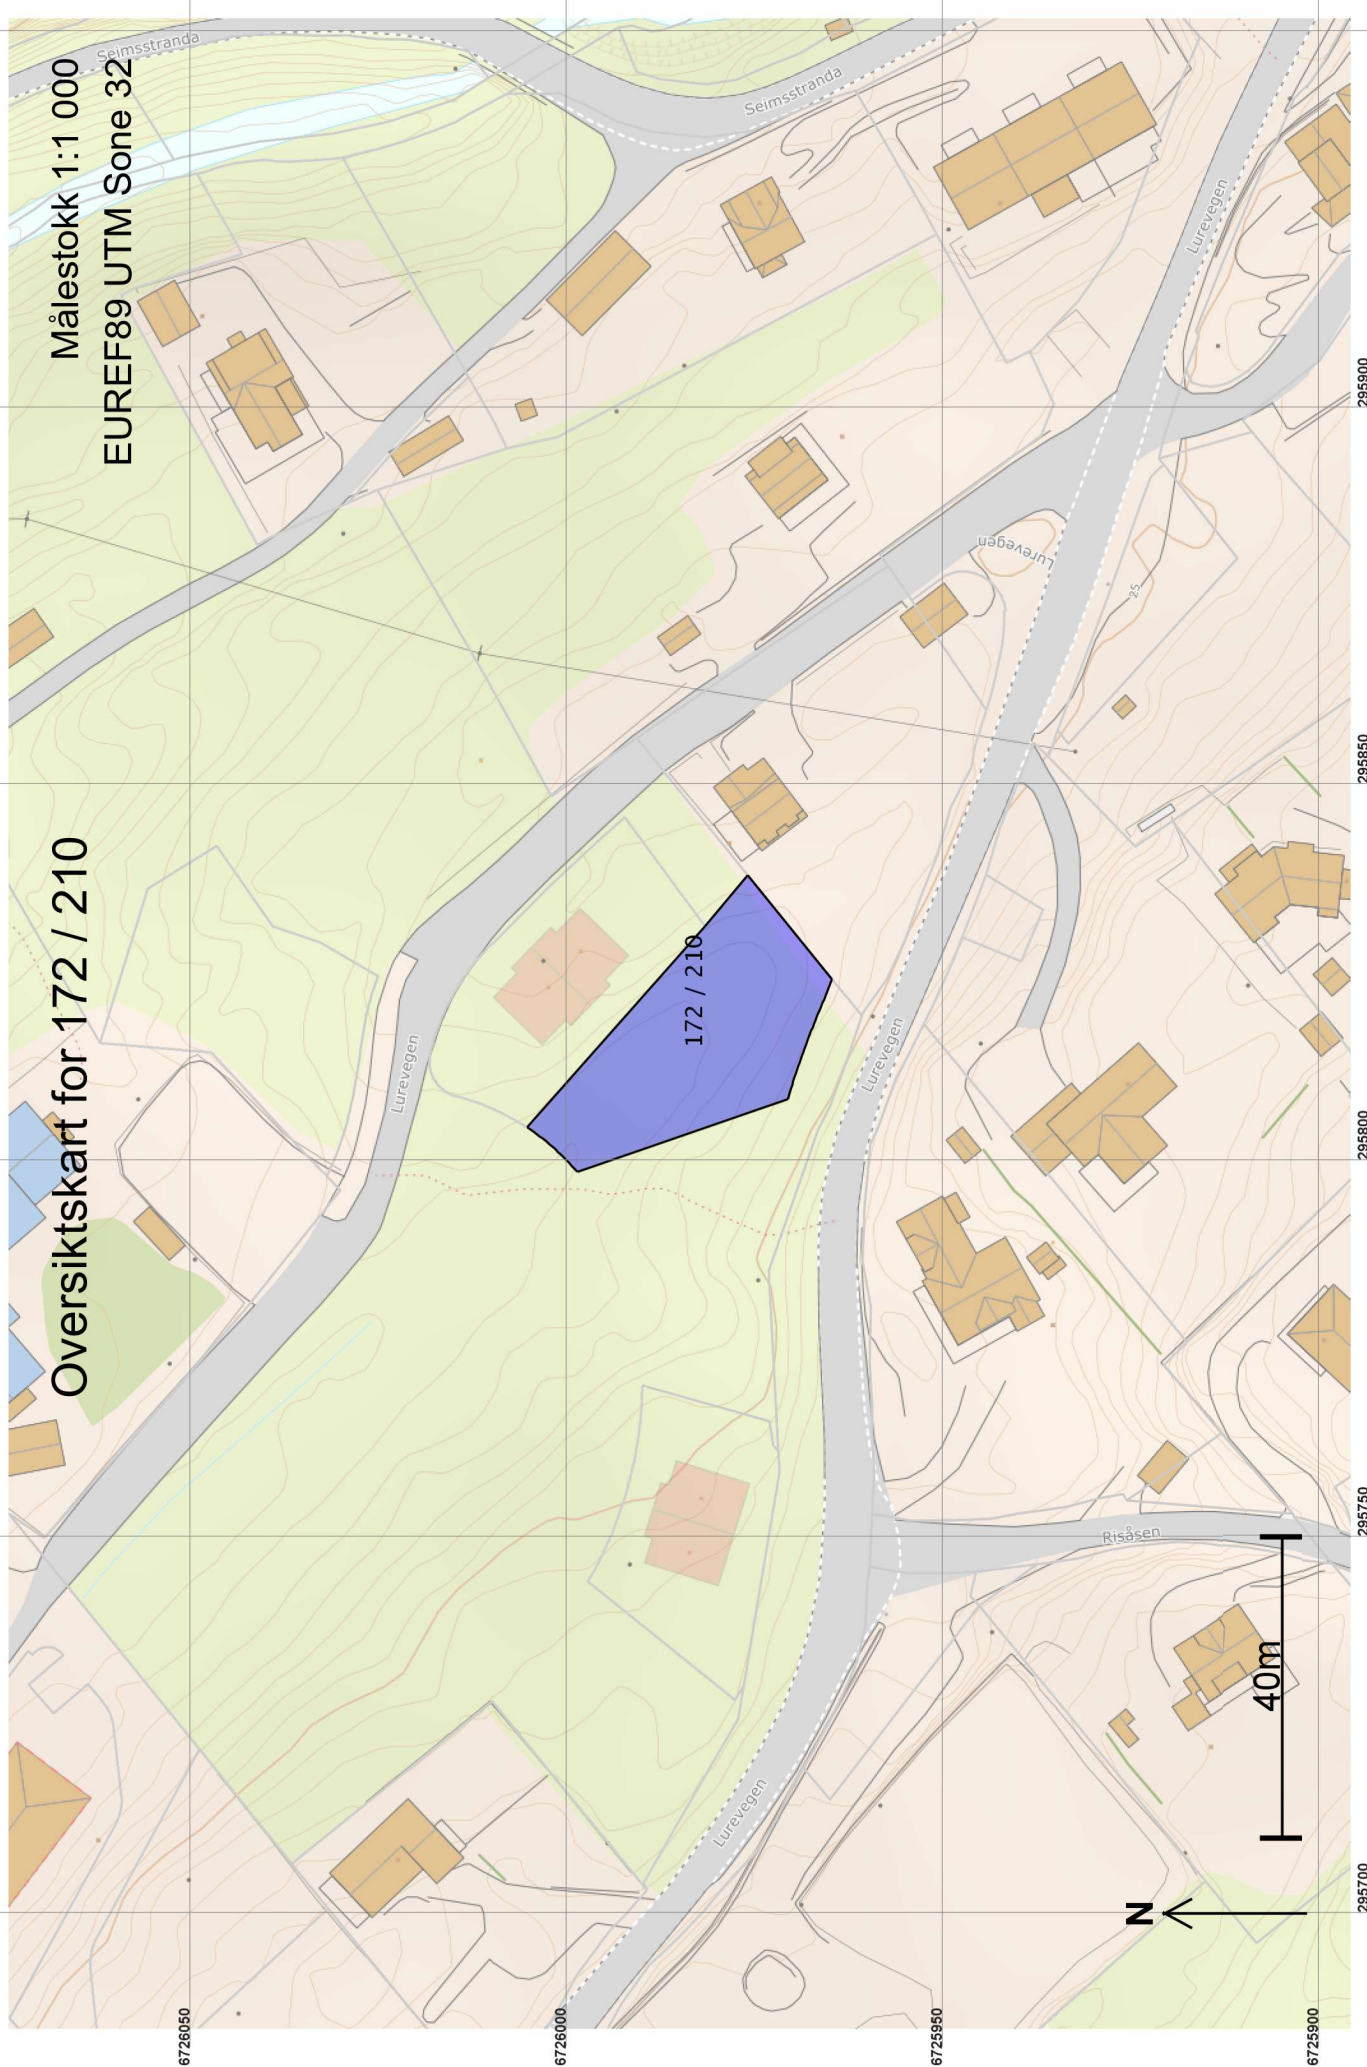 Oversiktskart for 172 / 210
Målestokk 1:1 000
EUREF89 UTM Sone 32
Seimsstranda
Seimsstranda
Lurevegen
Lurevegen
Lurevegen
Lurevegen
Lurevegen
172 / 210
25
Risåsen
40m
N
6726050
6726000
6725950
6725900
295700
295750
295800
295850
295900